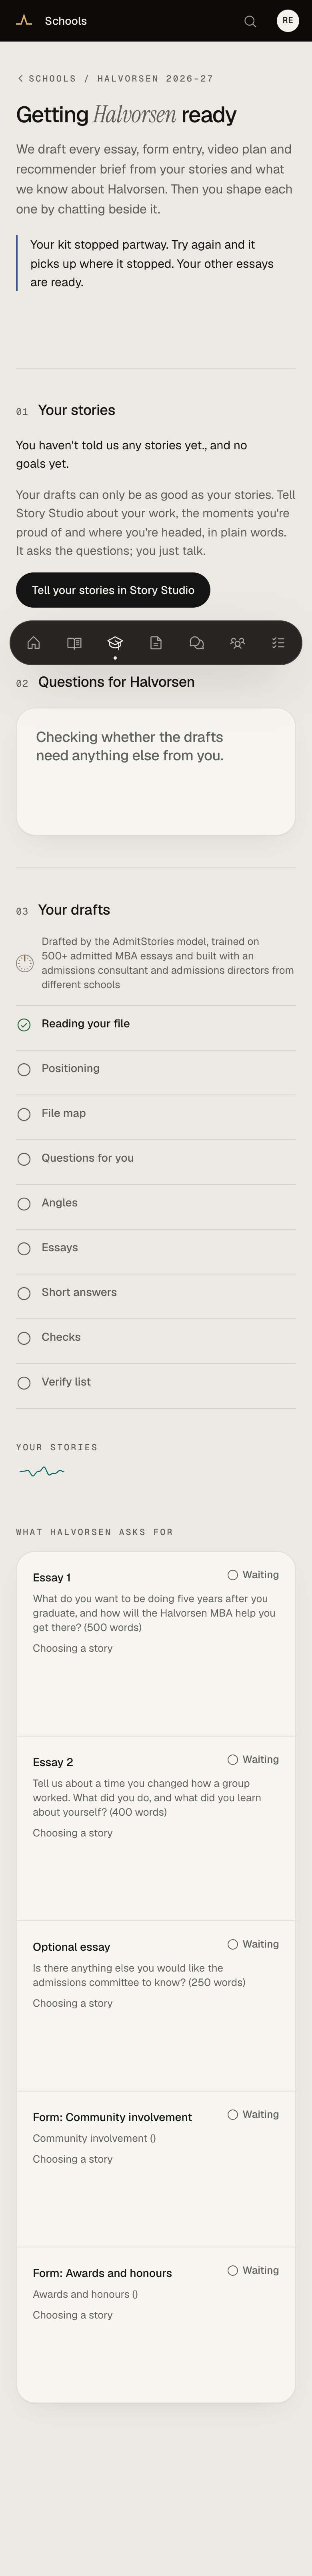 Schools
RE
SCHOOLS / HALVORSEN 2026-27
Getting Halvorsen ready
We draft every essay, form entry, video plan and
recommender brief from your stories and what
we know about Halvorsen. Then you shape each
one by chatting beside it.
Your kit stopped partway. Try again and it
picks up where it stopped. Your other essays
are ready.
01 Your stories
You haven't told us any stories yet., and no
goals yet.
Your drafts can only be as good as your stories. Tell
Story Studio about your work, the moments you're
proud of and where you're headed, in plain words.
It asks the questions; you just talk.
Tell your stories in Story Studio
02 Questions for Halvorsen
Checking whether the drafts
need anything else from you.
03 Your drafts
Drafted by the AdmitStories model, trained on
500+ admitted MBA essays and built with an
admissions consultant and admissions directors from
different schools
Reading your file
Positioning
File map
Questions for you
Angles
Essays
Short answers
Checks
Verify list
YOUR STORIES
WHAT HALVORSEN ASKS FOR
Essay 1 Waiting
What do you want to be doing five years after you
graduate, and how will the Halvorsen MBA help you
get there? (500 words)
Choosing a story
Essay 2 Waiting
Tell us about a time you changed how a group
worked. What did you do, and what did you learn
about yourself? (400 words)
Choosing a story
Optional essay Waiting
Is there anything else you would like the
admissions committee to know? (250 words)
Choosing a story
Form: Community involvement Waiting
Community involvement ()
Choosing a story
Form: Awards and honours Waiting
Awards and honours ()
Choosing a story